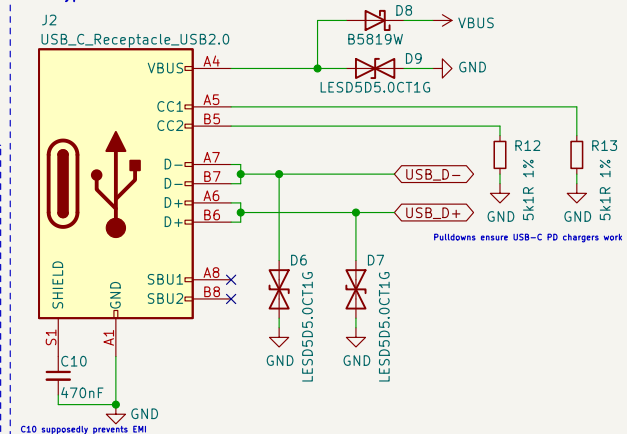 J2
USB_C_Receptacle_USB2.0
D8
VBUS
B5819W
VBUS
A4
D9
GND
LESD5D5.0CT1G
CC1
A5
CC2
B5
R12
5k1R 1%
GND
R13
5k1R 1%
GND
D-
A7
D-
B7
USB_D-
D+
A6
D+
B6
USB_D+
Pulldowns ensure USB-C PD chargers work
SBU1
A8
SBU2
B8
D6
LESD5D5.0CT1G
GND
D7
LESD5D5.0CT1G
GND
SHIELD
GND
S1
A1
C10
470nF
GND
C10 supposedly prevents EMI